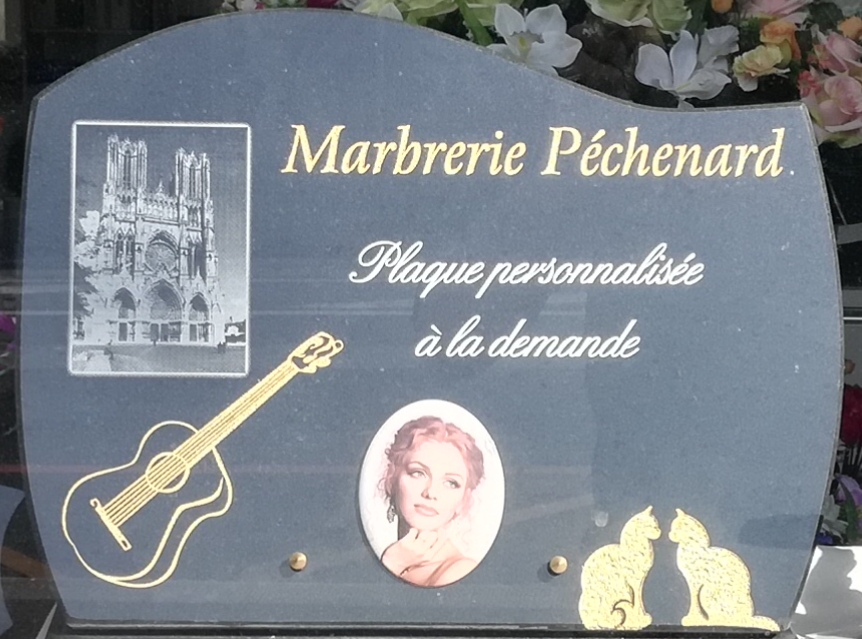 Marbrerie Péchenard
Plaque personnalisée
à la demande